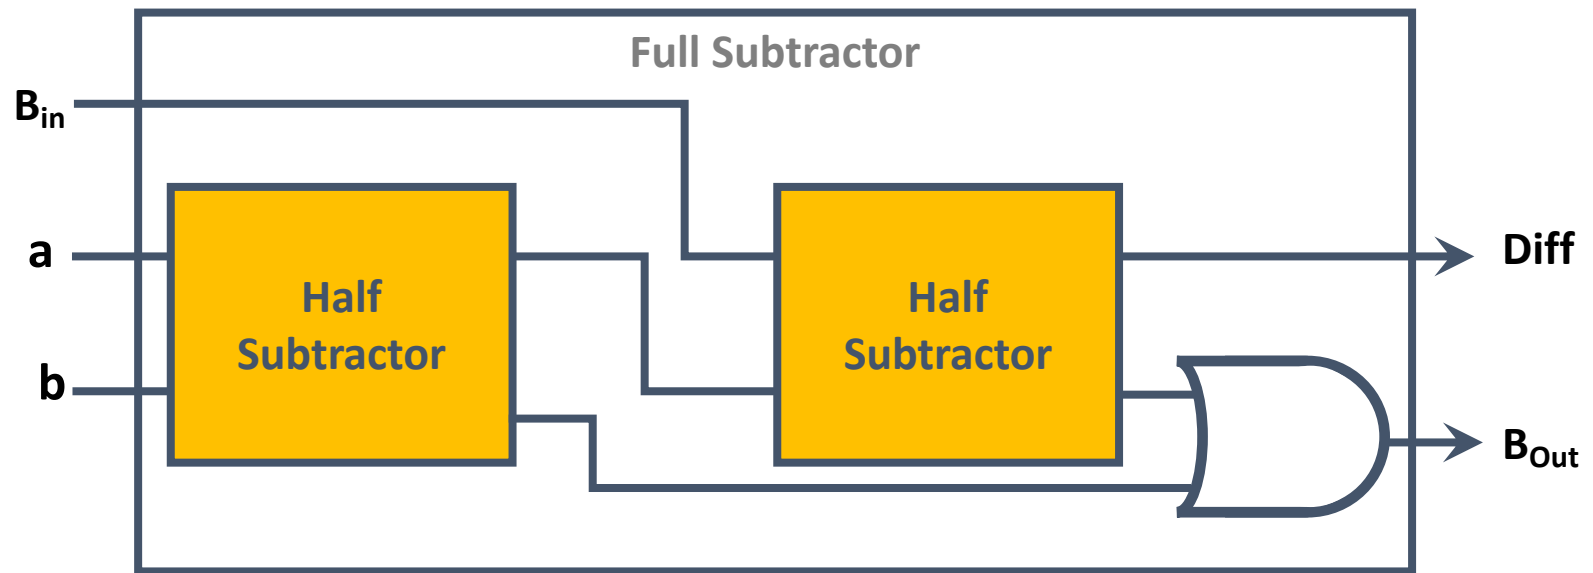 Full Subtractor
Bin
a
b
Half
Subtractor
Half
Subtractor
Diff
BOut